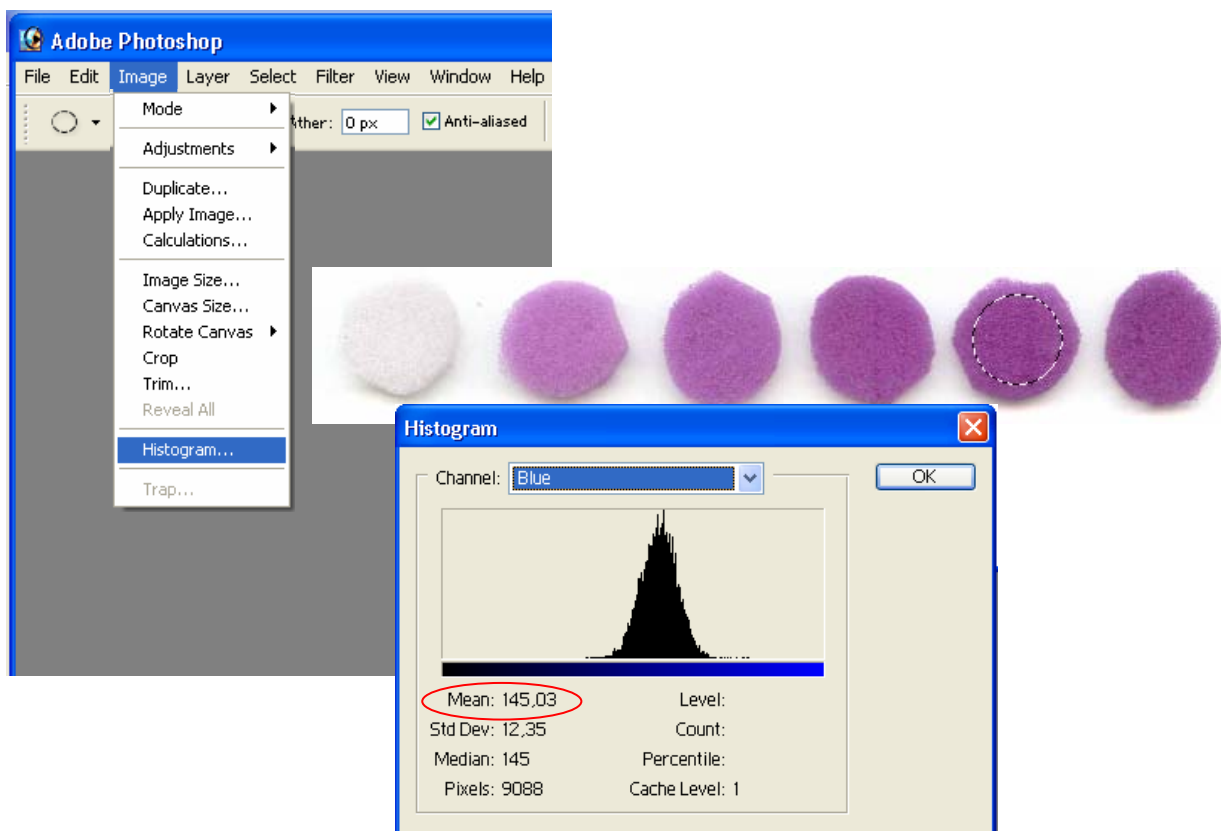 Adobe Photoshop
File Edit Image Layer Select Filter View Window Help
Mode
ther: 0 px Anti-aliased
Adjustments
Duplicate...
Apply Image...
Calculations...
Image Size...
Canvas Size...
Rotate Canvas
Crop
Trim...
Reveal All
Histogram...
Trap...
Histogram
Channel: Blue OK
Mean: 145,03 Level:
Std Dev: 12,35 Count:
Median: 145 Percentile:
Pixels: 9088 Cache Level: 1